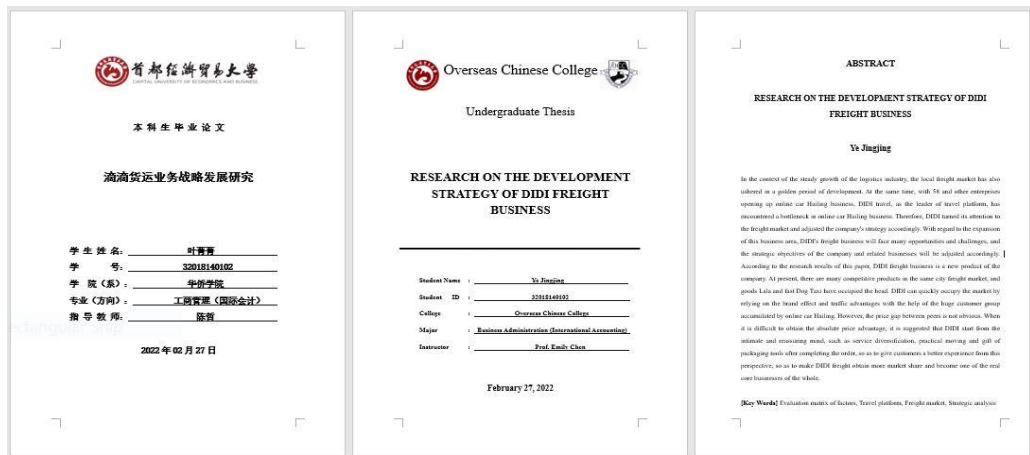 首都经济贸易大学
CAPITAL UNIVERSITY OF ECONOMICS AND BUSINESS
本科生毕业论文
滴滴货运业务战略发展研究
学生姓名： 叶菁菁
学 号： 32018140102
学 院（系）： 华侨学院
专业（方向）： 工商管理（国际会计）
指导教师： 陈哲
2022 年 02 月 27 日
Overseas Chinese College
Undergraduate Thesis
RESEARCH ON THE DEVELOPMENT
STRATEGY OF DIDI FREIGHT
BUSINESS
Student Name : Ye Jingjing
Student ID : 32018140102
College : Overseas Chinese College
Major : Business Administration (International Accounting)
Instructor : Prof. Emily Chen
February 27, 2022
ABSTRACT
RESEARCH ON THE DEVELOPMENT STRATEGY OF DIDI
FREIGHT BUSINESS
Ye Jingjing
In the context of the steady growth of the logistics industry, the local freight market has also
ushered in a golden period of development. At the same time, with 58 and other enterprises
opening up online car Hailing business, DIDI travel, as the leader of travel platform, has
encountered a bottleneck in online car Hailing business. Therefore, DIDI turned its attention to
the freight market and adjusted the company's strategy accordingly. With regard to the expansion
of this business area, DIDI's freight business will face many opportunities and challenges, and
the strategic objectives of the company and related businesses will be adjusted accordingly.
According to the research results of this paper, DIDI freight business is a new product of the
company. At present, there are many competitive products in the same city freight market, and
goods Lala and fast Dog Taxi have occupied the head. DIDI can quickly occupy the market by
relying on the brand effect and traffic advantages with the help of the huge customer group
accumulated by online car Hailing. However, the price gap between peers is not obvious. When
it is difficult to obtain the absolute price advantage, it is suggested that DIDI start from the
intimate and reassuring mind, such as service diversification, practical moving and gift of
packaging tools after completing the order, so as to give customers a better experience from this
perspective, so as to make DIDI freight obtain more market share and become one of the real
core businesses of the whole.
[Key Words] Evaluation matrix of factors, Travel platform, Freight market, Strategic analysis